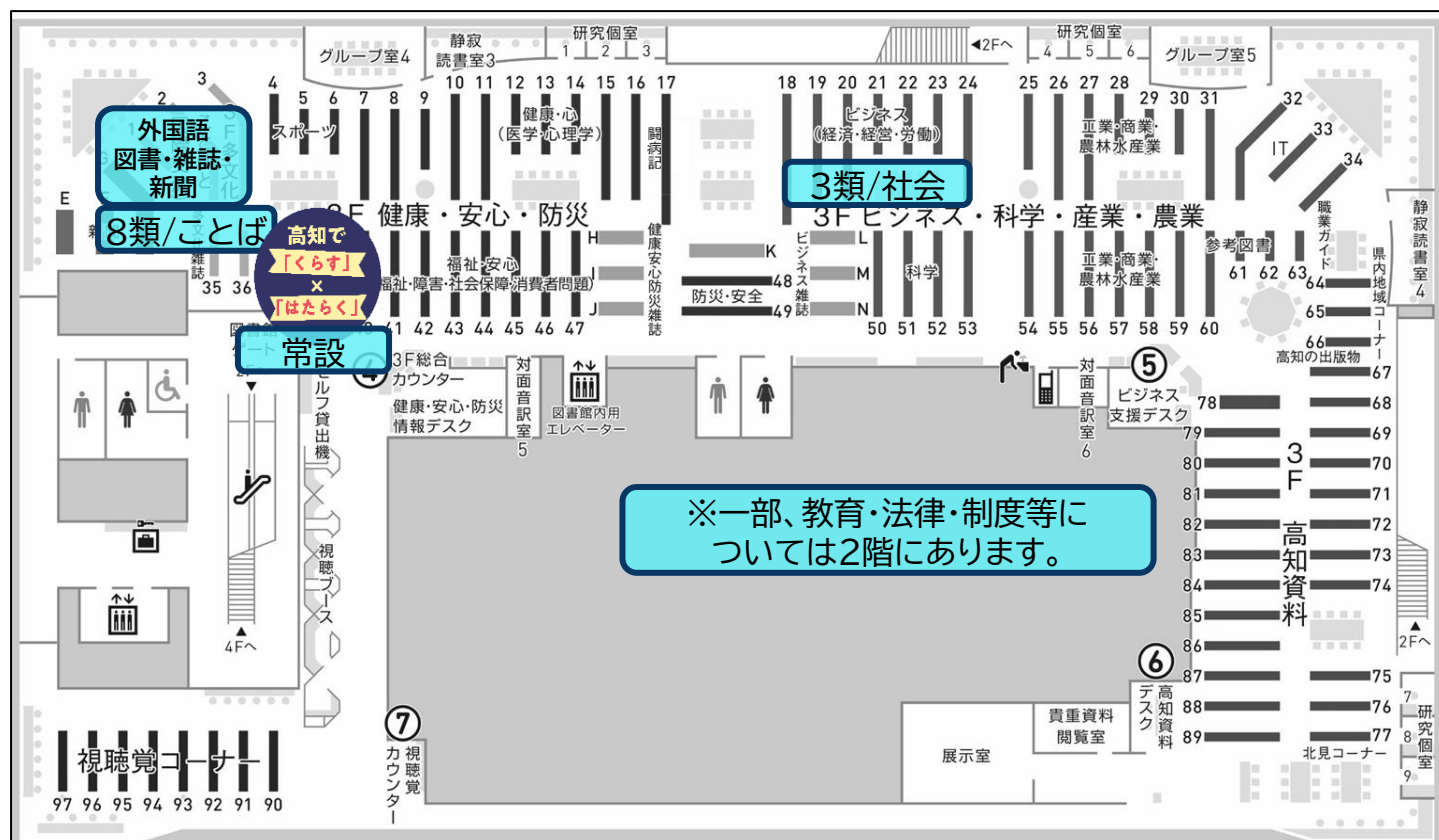 グループ室4
静寂
読書室3
研究個室
1 2 3
◀2Fへ
研究個室
4 5 6
グループ室5
2
3
4
5
6
7
8
9
10
11
12
13
14
15
16
17
18
19
20
21
22
23
24
25
26
27
28
29
30
31
32
33
34
外国語
図書・雑誌・
新聞
8類/ことば
3F多文化
スポーツ
健康・心
(医学・心理学)
闘病記
ビジネス
(経済・経営・労働)
3類/社会
工業・商業・
農林水産業
IT
E
3F 健康・安心・防災
3F ビジネス・科学・産業・農業
職業ガイド
静寂読書室4
高知で
「くらす」
×
「はたらく」
常設
雑誌
35
36
福祉・安心
福祉・障害・社会保障・消費者問題)
H
I
J
健康安心防災雑誌
K
48
防災・安全
49
ビジネス雑誌
L
M
N
科学
工業・商業・
農林水産業
参考図書
61 62 63
県内地域コーナー
64
65
66
高知の出版物
41 42 43 44 45 46 47
50 51 52 53
54 55 56 57 58 59 60
④
3F総合
カウンター
健康・安心・防災
情報デスク
対面音訳室5
図書館内用
エレベーター
対面音訳室6
⑤
ビジネス
支援デスク
セルフ貸出機
視聴ブース
▲
4Fへ
※一部、教育・法律・制度等に
ついては2階にあります。
67
68
69
70
71
72
73
74
75
76
77
78
79
80
81
82
83
84
85
86
87
88
89
3F 高知資料
▲
2Fへ
⑥
高知資料デスク
貴重資料
閲覧室
展示室
北見コーナー
7
8
9
研究個室
⑦
視聴覚カウンター
視聴覚コーナー
97 96 95 94 93 92 91 90